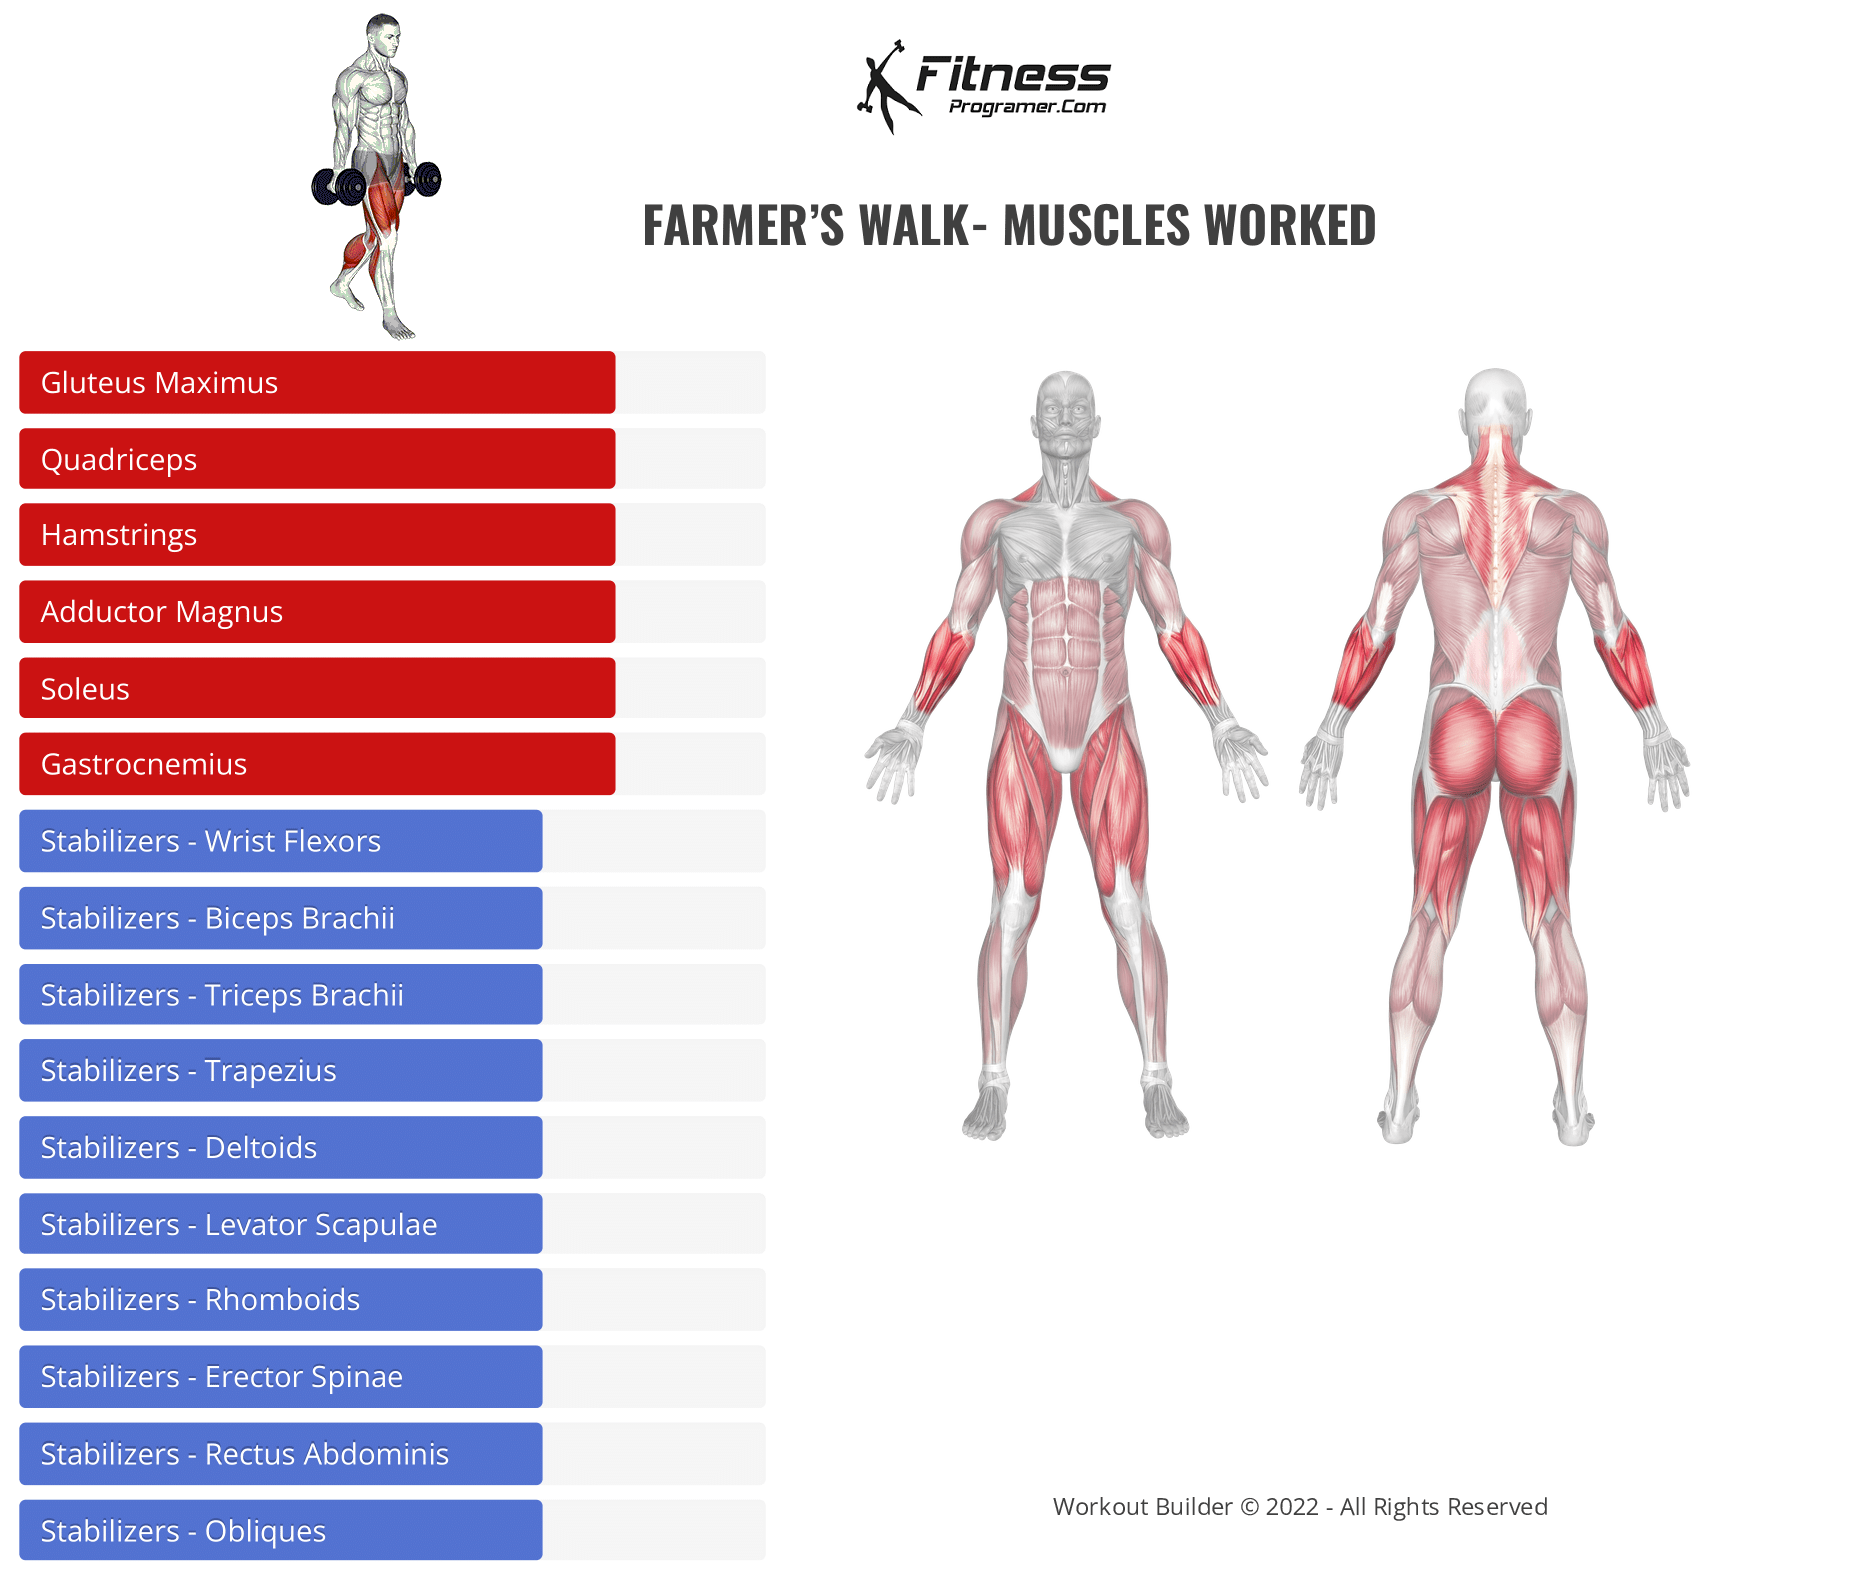 Fitness
Programer.Com
FARMER’S WALK- MUSCLES WORKED
Gluteus Maximus
Quadriceps
Hamstrings
Adductor Magnus
Soleus
Gastrocnemius
Stabilizers - Wrist Flexors
Stabilizers - Biceps Brachii
Stabilizers - Triceps Brachii
Stabilizers - Trapezius
Stabilizers - Deltoids
Stabilizers - Levator Scapulae
Stabilizers - Rhomboids
Stabilizers - Erector Spinae
Stabilizers - Rectus Abdominis
Stabilizers - Obliques
Workout Builder © 2022 - All Rights Reserved